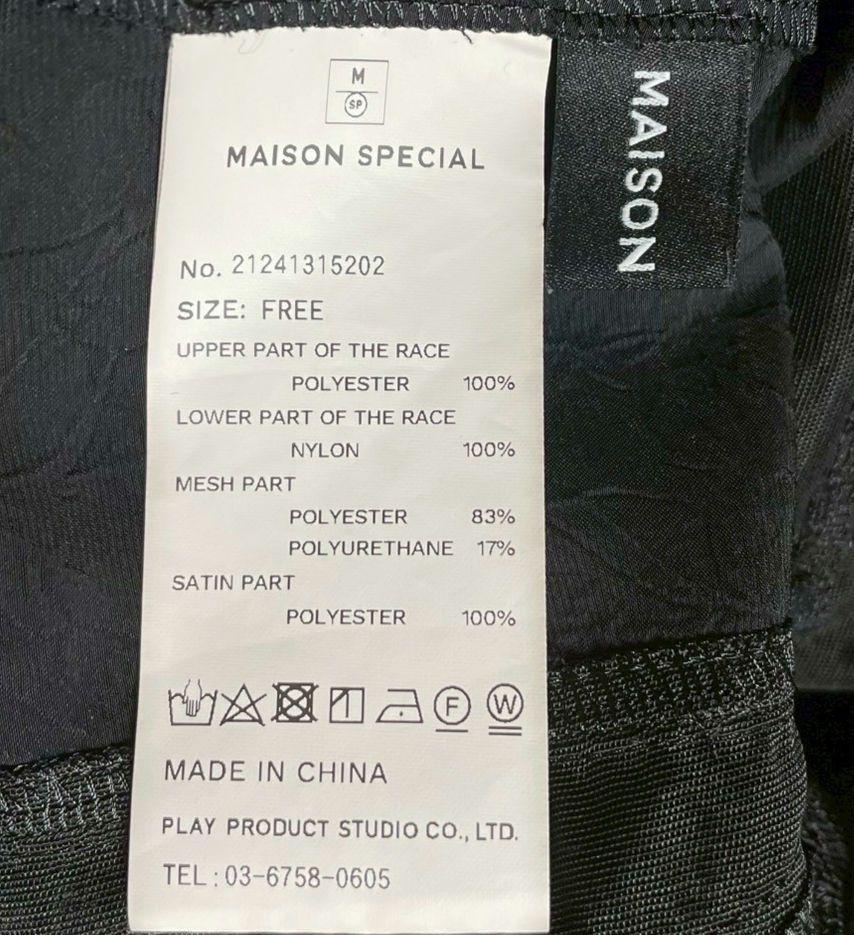 M
SP
MAISON SPECIAL
No. 21241315202
SIZE: FREE
UPPER PART OF THE RACE
POLYESTER 100%
LOWER PART OF THE RACE
NYLON 100%
MESH PART
POLYESTER 83%
POLYURETHANE 17%
SATIN PART
POLYESTER 100%
F W
MADE IN CHINA
PLAY PRODUCT STUDIO CO., LTD.
TEL : 03-6758-0605
MAISON